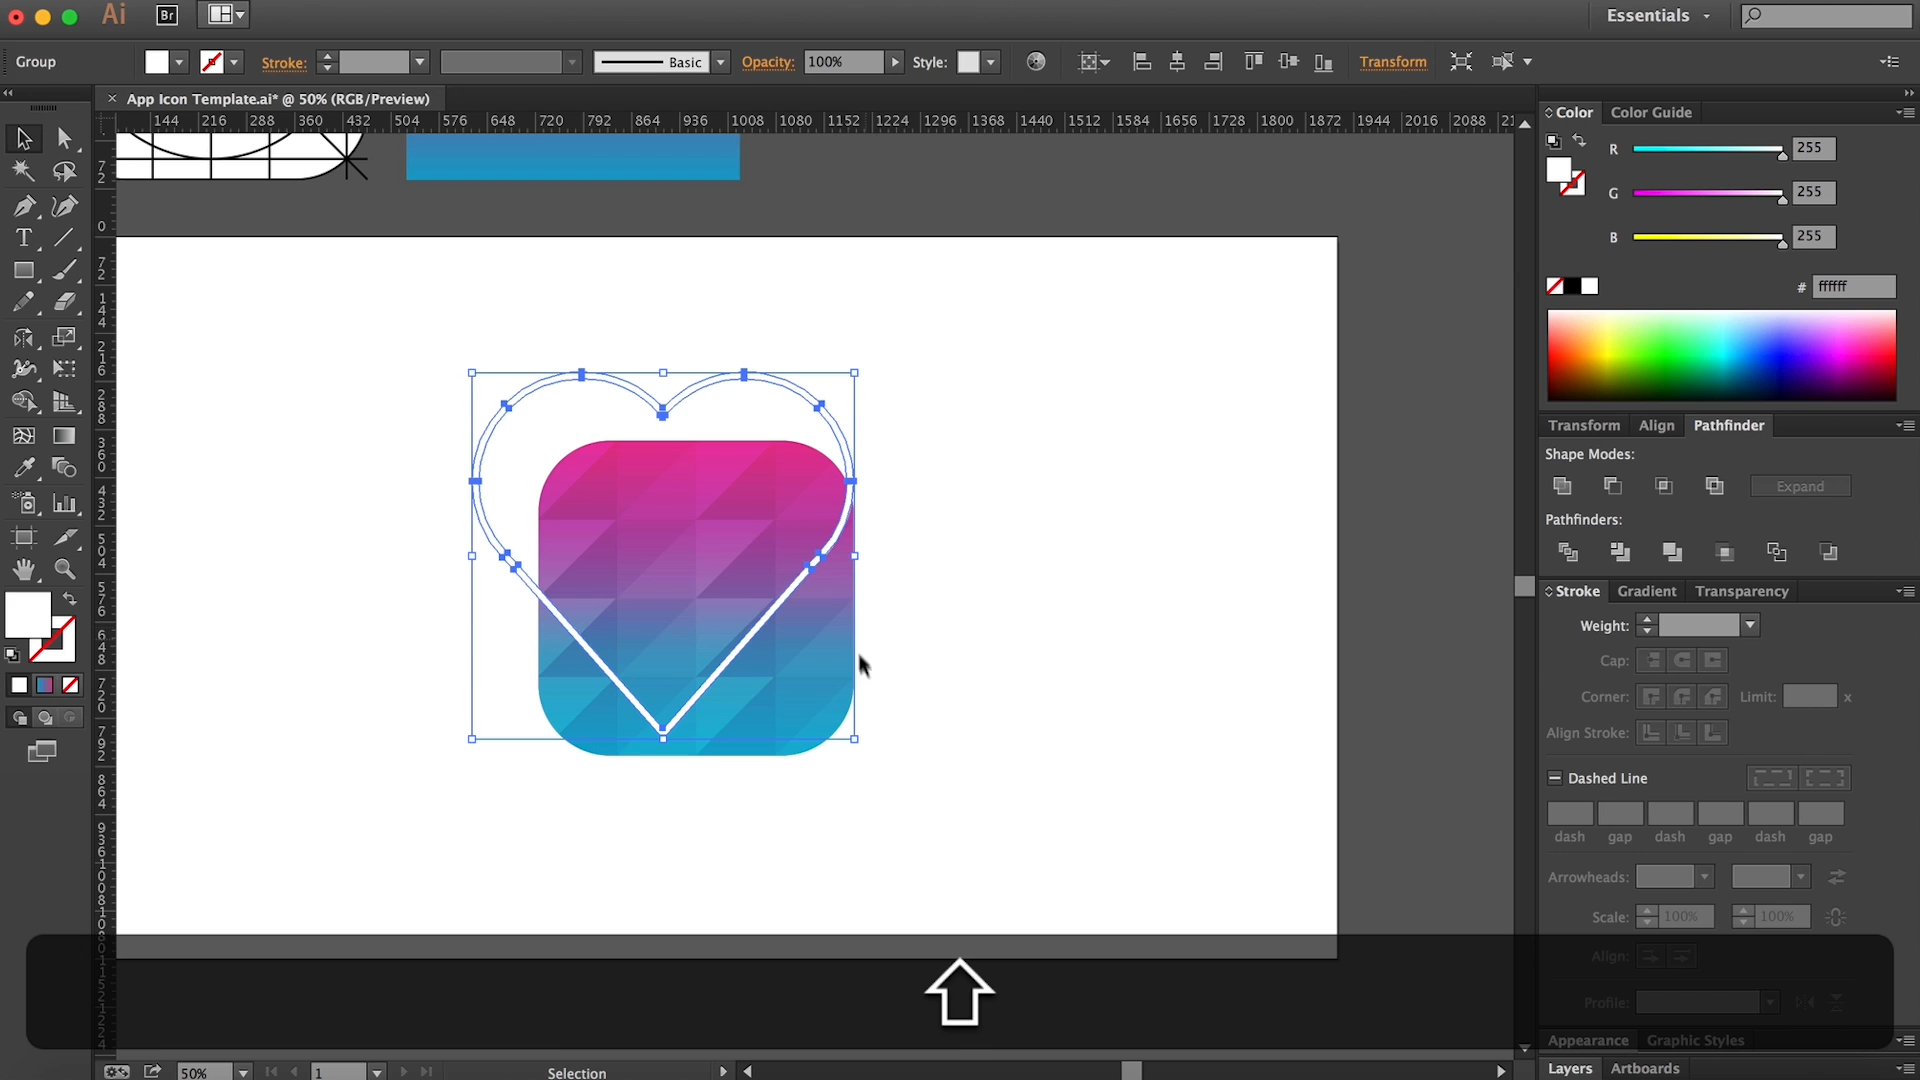 Ai Br Essentials
Group Stroke: Basic Opacity: 100% Style: Transform
× App Icon Template.ai* @ 50% (RGB/Preview)
144 216 288 360 432 504 576 648 720 792 864 936 1008 1080 1152 1224 1296 1368 1440 1512 1584 1656 1728 1800 1872 1944 2016 2088
Color Color Guide
R 255
G 255
B 255
# ffffff
Transform Align Pathfinder
Shape Modes:
Expand
Pathfinders:
Stroke Gradient Transparency
Weight:
Cap:
Corner: Limit: x
Align Stroke:
Dashed Line
dash gap dash gap dash gap
Arrowheads:
Scale: 100% 100%
Align:
Profile:
Appearance Graphic Styles
Layers Artboards
50% 1 Selection